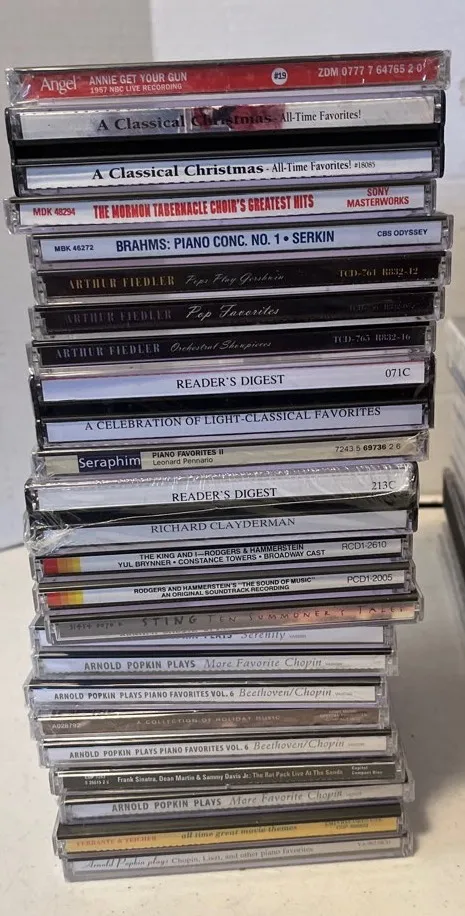 Angel ANNIE GET YOUR GUN #19 ZDM 0777 7 64765 2 0
1957 NBC LIVE RECORDING
A Classical Christmas - All-Time Favorites!
A Classical Christmas - All-Time Favorites! #18085
MDK 48294 THE MORMON TABERNACLE CHOIR'S GREATEST HITS SONY MASTERWORKS
MBK 46272 BRAHMS: PIANO CONC. NO. 1 • SERKIN CBS ODYSSEY
ARTHUR FIEDLER Pops Play Gershwin TCD-761 R832-12
ARTHUR FIEDLER Pop Favorites
ARTHUR FIEDLER Orchestral Showpieces TCD-765 R832-16
READER'S DIGEST 071C
A CELEBRATION OF LIGHT-CLASSICAL FAVORITES
Seraphim PIANO FAVORITES II 7243 5 69736 2 6
Leonard Pennario
READER'S DIGEST 213C
RICHARD CLAYDERMAN
THE KING AND I—RODGERS & HAMMERSTEIN RCD1-2610
YUL BRYNNER • CONSTANCE TOWERS • BROADWAY CAST
RODGERS AND HAMMERSTEIN'S "THE SOUND OF MUSIC" PCD1-2005
AN ORIGINAL SOUNDTRACK RECORDING
STING TEN SUMMONER'S TALES
PLAYS Serenity
ARNOLD POPKIN PLAYS More Favorite Chopin
ARNOLD POPKIN PLAYS PIANO FAVORITES VOL. 6 Beethoven/Chopin
A COLLECTION OF HOLIDAY MUSIC
ARNOLD POPKIN PLAYS PIANO FAVORITES VOL. 6 Beethoven/Chopin
Frank Sinatra, Dean Martin & Sammy Davis Jr.: The Rat Pack Live At The Sands Capitol
ARNOLD POPKIN PLAYS More Favorite Chopin
FERRANTE & TEICHER all time great movie themes
Arnold Popkin plays Chopin, Liszt, and other piano favorites